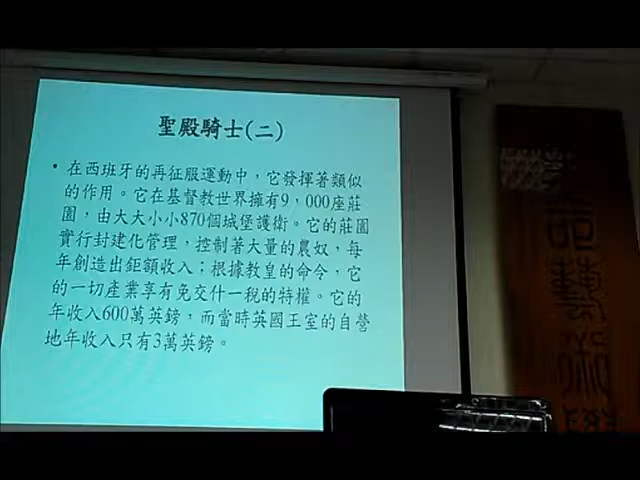 聖殿騎士(二)
• 在西班牙的再征服運動中，它發揮著類似
的作用。它在基督教世界擁有9，000座莊
園，由大大小小870個城堡護衛。它的莊園
實行封建化管理，控制著大量的農奴，每
年創造出鉅額收入；根據教皇的命令，它
的一切產業享有免交什一稅的特權。它的
年收入600萬英鎊，而當時英國王室的自營
地年收入只有3萬英鎊。
命
藝
術